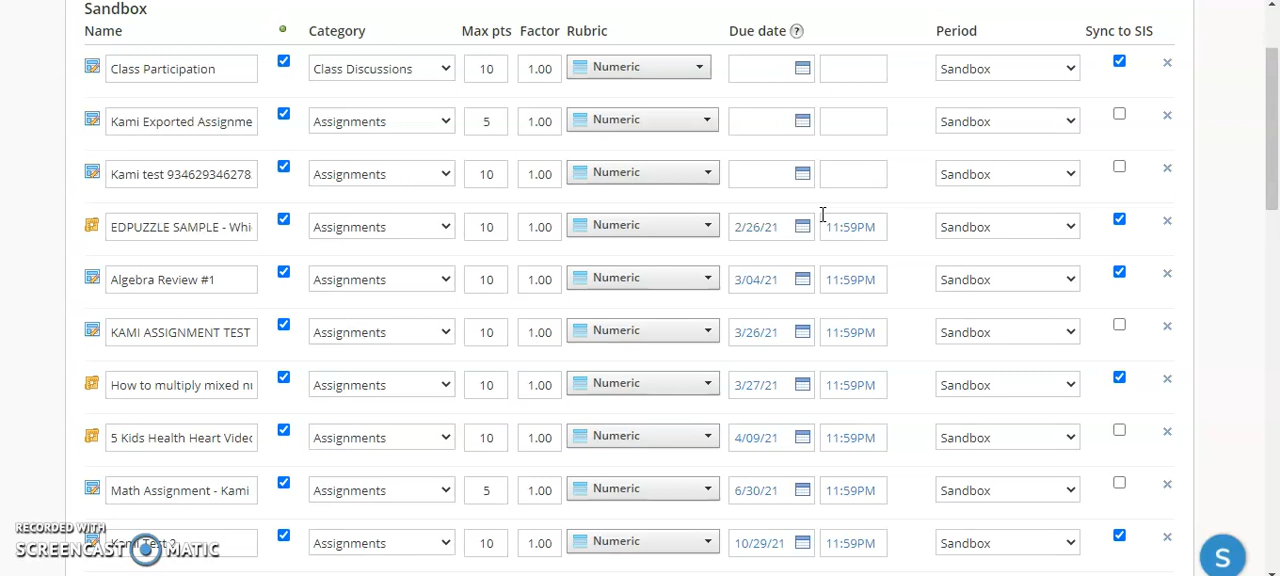 Sandbox
Name Category Max pts Factor Rubric Due date ? Period Sync to SIS
Class Participation Class Discussions 10 1.00 Numeric Sandbox
Kami Exported Assignme Assignments 5 1.00 Numeric Sandbox
Kami test 934629346278 Assignments 10 1.00 Numeric Sandbox
EDPUZZLE SAMPLE - Whi Assignments 10 1.00 Numeric 2/26/21 11:59PM Sandbox
Algebra Review #1 Assignments 10 1.00 Numeric 3/04/21 11:59PM Sandbox
KAMI ASSIGNMENT TEST Assignments 10 1.00 Numeric 3/26/21 11:59PM Sandbox
How to multiply mixed nu Assignments 10 1.00 Numeric 3/27/21 11:59PM Sandbox
5 Kids Health Heart Video Assignments 10 1.00 Numeric 4/09/21 11:59PM Sandbox
Math Assignment - Kami Assignments 5 1.00 Numeric 6/30/21 11:59PM Sandbox
Assignments 10 1.00 Numeric 10/29/21 11:59PM Sandbox
RECORDED WITH
SCREENCAST MATIC
S